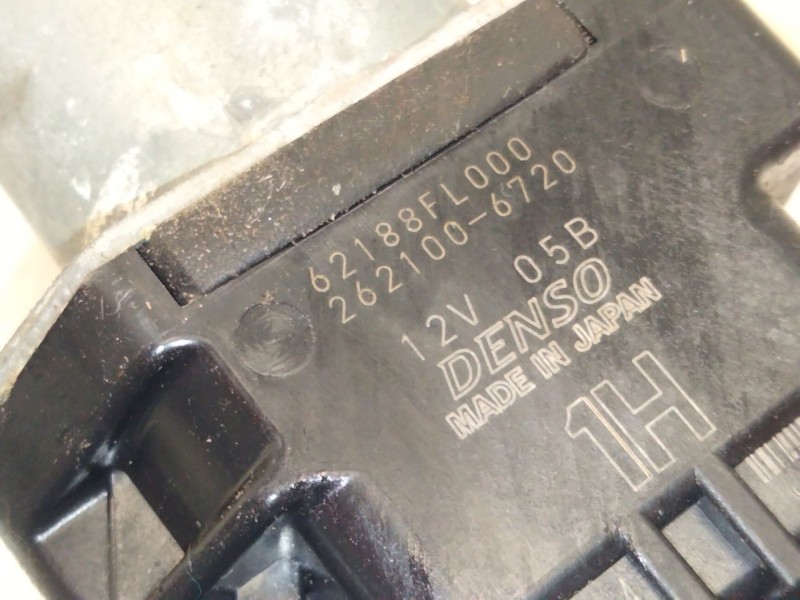 62188FL000
262100-6720
12V 05B
DENSO
MADE IN JAPAN
1H